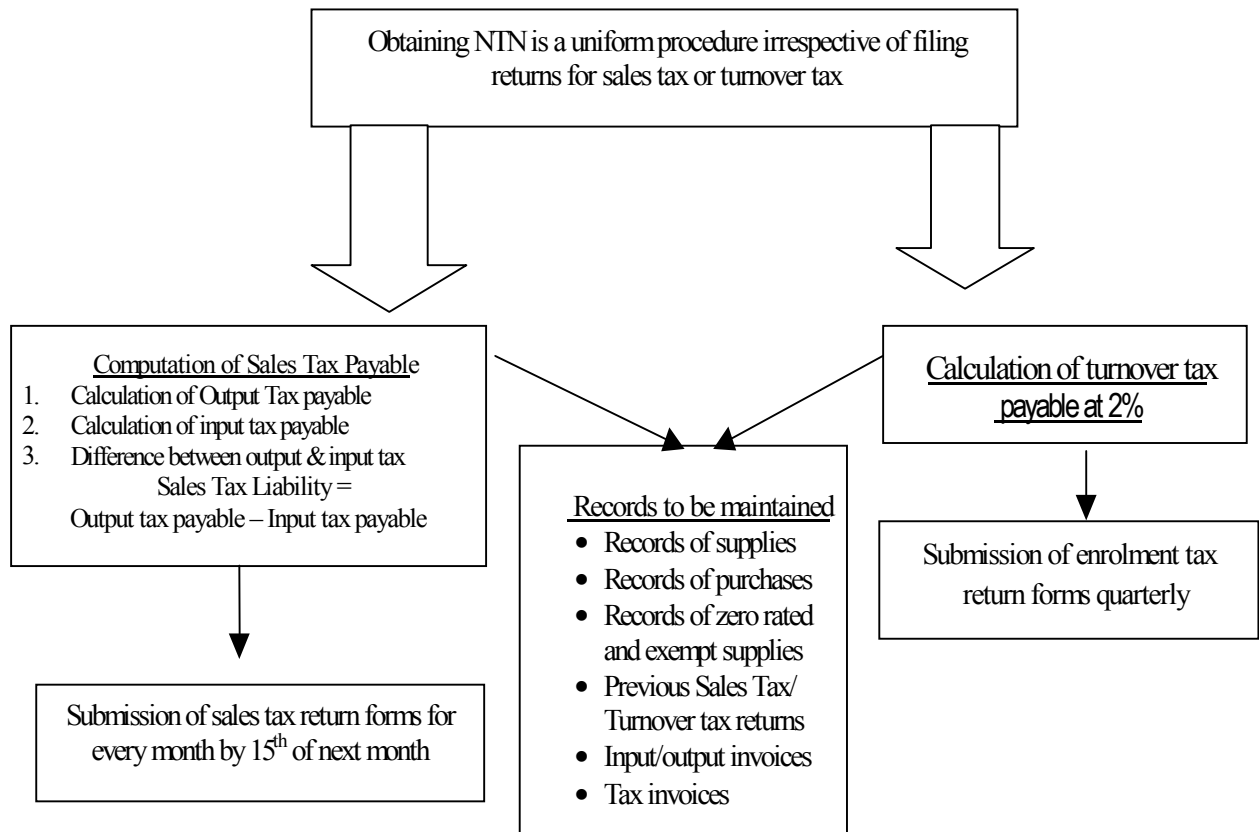 Obtaining NTN is a uniform procedure irrespective of filing
returns for sales tax or turnover tax
Computation of Sales Tax Payable
1. Calculation of Output Tax payable
2. Calculation of input tax payable
3. Difference between output & input tax
Sales Tax Liability =
Output tax payable – Input tax payable
Submission of sales tax return forms for
every month by 15th of next month
Records to be maintained
• Records of supplies
• Records of purchases
• Records of zero rated
and exempt supplies
• Previous Sales Tax/
Turnover tax returns
• Input/output invoices
• Tax invoices
Calculation of turnover tax
payable at 2%
Submission of enrolment tax
return forms quarterly